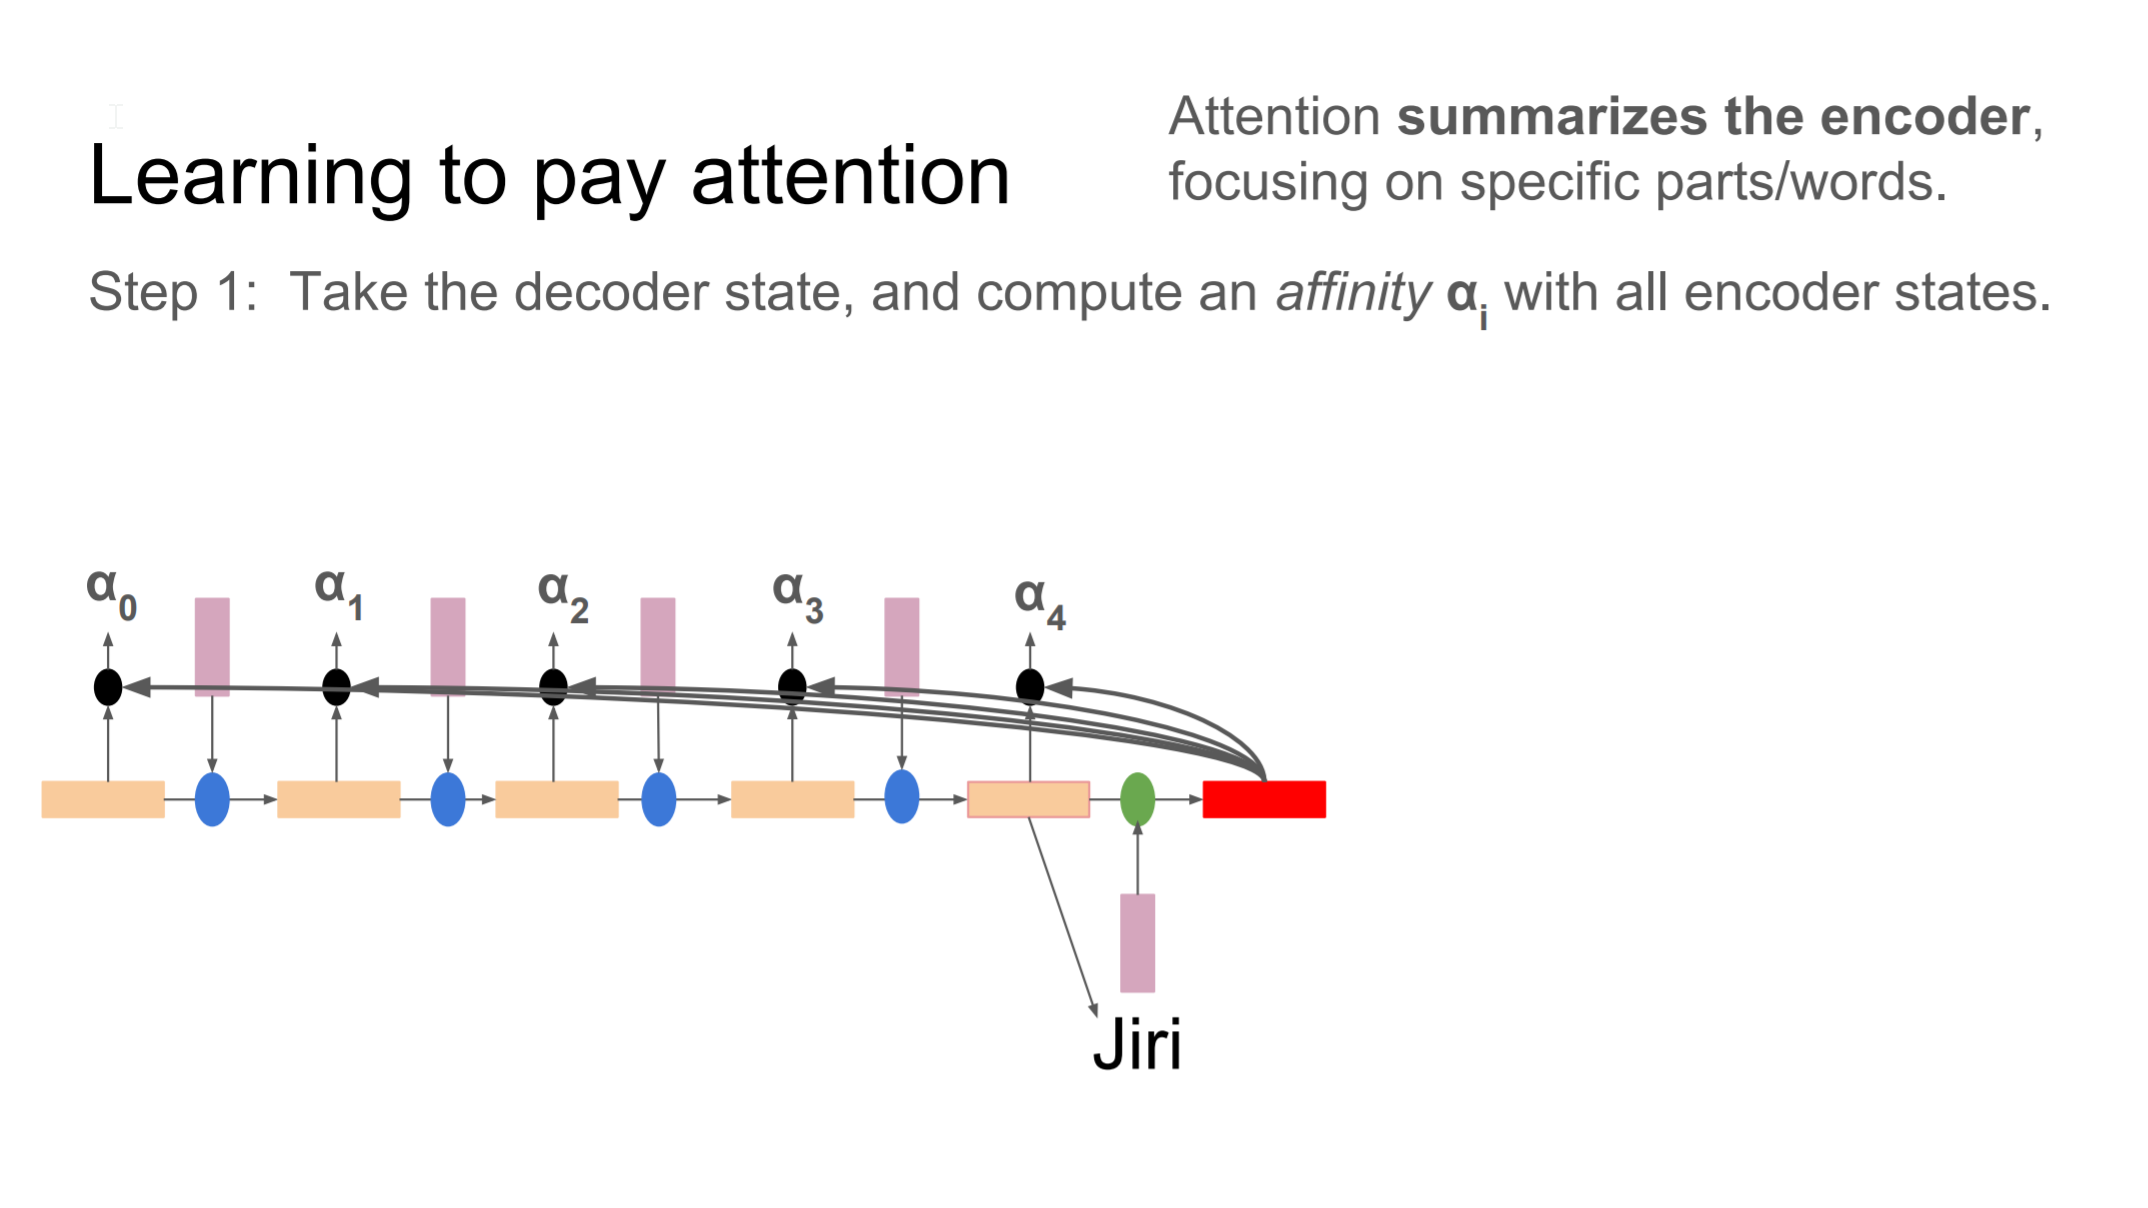 Attention summarizes the encoder,
focusing on specific parts/words.
Learning to pay attention
Step 1: Take the decoder state, and compute an affinity αi with all encoder states.
α0 α1 α2 α3 α4
Jiri